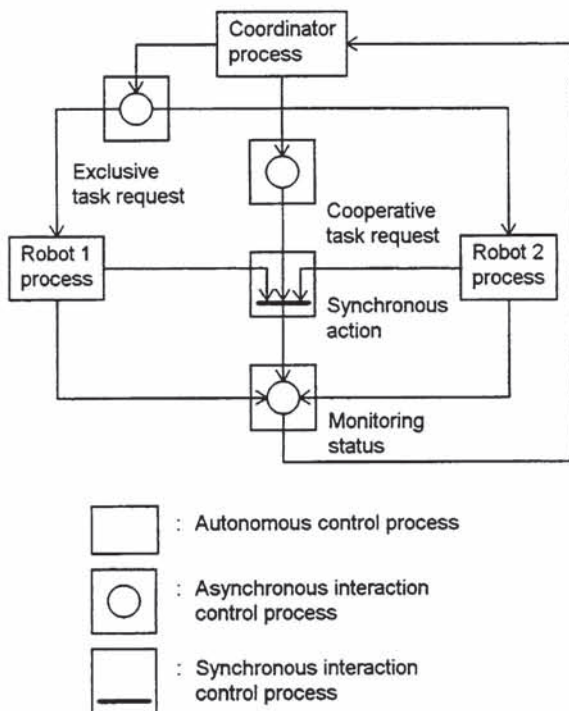 Coordinator
process
Exclusive
task request
Cooperative
task request
Robot 1
process
Robot 2
process
Synchronous
action
Monitoring
status
: Autonomous control process
: Asynchronous interaction
control process
: Synchronous interaction
control process